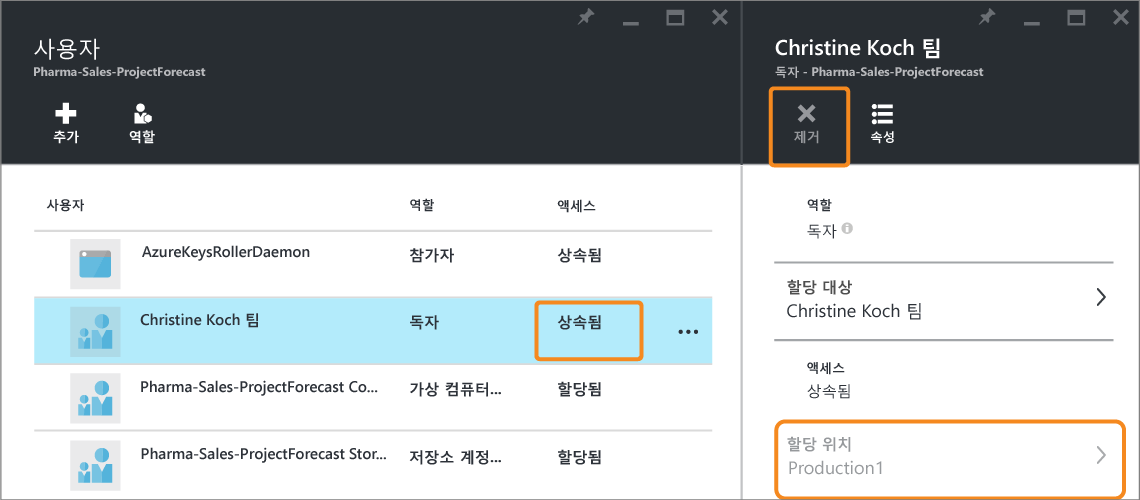 사용자
Pharma-Sales-ProjectForecast
추가
역할
사용자 역할 액세스
AzureKeysRollerDaemon 참가자 상속됨
Christine Koch 팀 독자 상속됨 ...
Pharma-Sales-ProjectForecast Co... 가상 컴퓨터... 할당됨
Pharma-Sales-ProjectForecast Stor... 저장소 계정... 할당됨
Christine Koch 팀
독자 - Pharma-Sales-ProjectForecast
제거
속성
역할
독자
할당 대상
Christine Koch 팀
액세스
상속됨
할당 위치
Production1